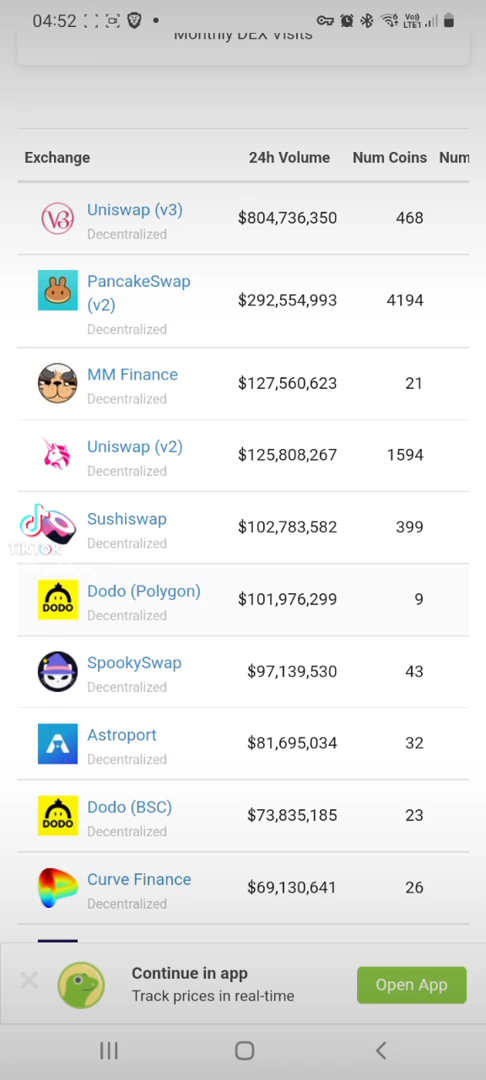 04:52
LTE1
Monthly DEX Visits
Exchange 24h Volume Num Coins Num
Uniswap (v3) $804,736,350 468
Decentralized
PancakeSwap $292,554,993 4194
(v2)
Decentralized
MM Finance $127,560,623 21
Decentralized
Uniswap (v2) $125,808,267 1594
Decentralized
Sushiswap $102,783,582 399
Decentralized
TikTok
Dodo (Polygon) $101,976,299 9
Decentralized
DODO
SpookySwap $97,139,530 43
Decentralized
Astroport $81,695,034 32
Decentralized
Dodo (BSC) $73,835,185 23
Decentralized
DODO
Curve Finance $69,130,641 26
Decentralized
Continue in app
Track prices in real-time
Open App